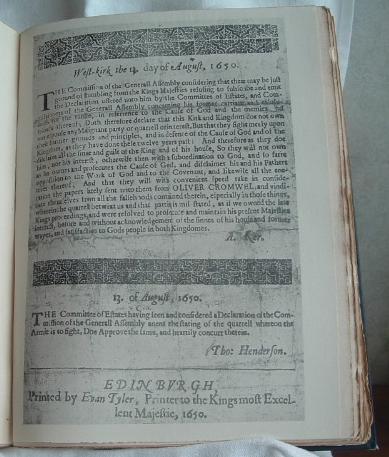 West-kirk the 13. day of August, 1650.
THE Commission of the Generall Assembly considering that there may be just
ground of stumbling from the Kings Majesties refusing to subscribe and emit
the Declaration offered unto him by the Committee of Estates, and Com-
of the Generall Assembly concerning his former carriage and
for the future, in reference to the Cause of God and the enemies and
friends thereof; Doth therefore declare that this Kirk and Kingdom doe not own
nor espouse any Malignant party or quarell or interest, But that they fight meerly upon
their former grounds and principles, and in defence of the Cause of God and of the
Kingdom, as they have done these twelve years past: And therefore as they doe
disclaim all the sinne and guilt of the King and of his house, So they will not own
him, nor his interest, otherwise then with a subordination to God, and so farre
as he ownes and prosecutes the Cause of God, and disclaimes his and his Fathers
opposition to the Work of God and to the Covenant, and likewise all the ene-
mies thereof; And that they will with convenient speed take in conside-
ration the papers lately sent unto them from OLIVER CROMWEL, and vindi-
cate themselves from all the falshoods contained therein, especially in those things,
wherein the quarell betwixt us and that partie is mis-stated, as if we owned the late
Kings proceedings, and were resolved to prosecute and maintain his present Majesties
interest, before and without acknowledgement of the sinnes of his house and former
wayes, and satisfaction to Gods people in both Kingdomes.
A. Ker.
13. of August, 1650.
THE Committee of Estates having seen and considered a Declaration of the Com-
mission of the Generall Assembly anent the stating of the quarell whereon the
Armie is to fight, Doe Approve the same, and heartily concurr therein.
Tho: Henderson.
EDINBVRGH,
Printed by Evan Tyler, Printer to the Kings most Excel-
lent Majestie, 1650.